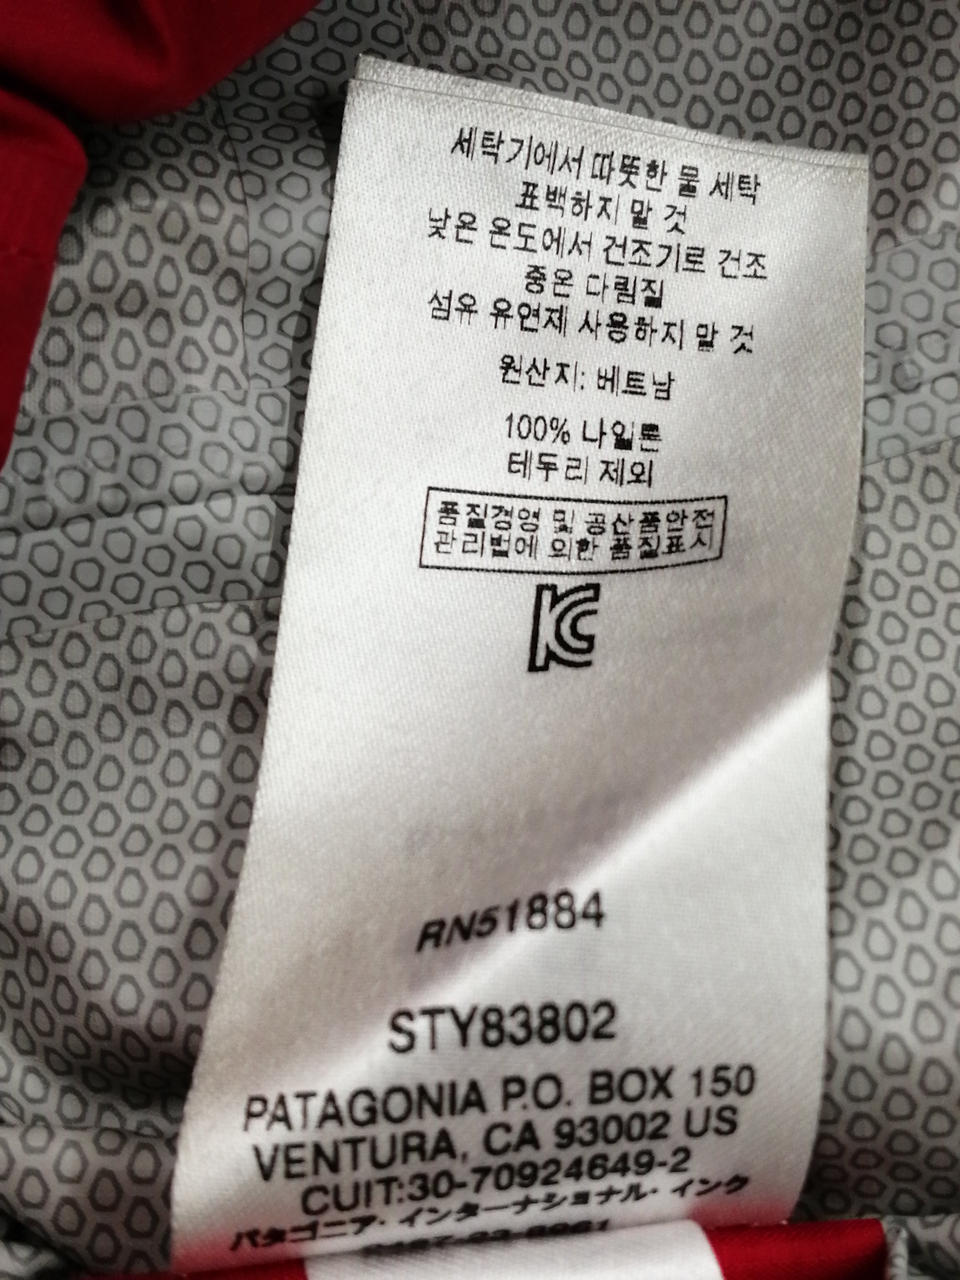 세탁기에서 따뜻한 물 세탁
표백하지 말 것
낮은 온도에서 건조기로 건조
중온 다림질
섬유 유연제 사용하지 말 것
원산지: 베트남
100% 나일론
테두리 제외
품질경영 및 공산품안전
관리법에 의한 품질표시
KC
RN51884
STY83802
PATAGONIA P.O. BOX 150
VENTURA, CA 93002 US
CUIT:30-70924649-2
パタゴニア・インターナショナル・インク